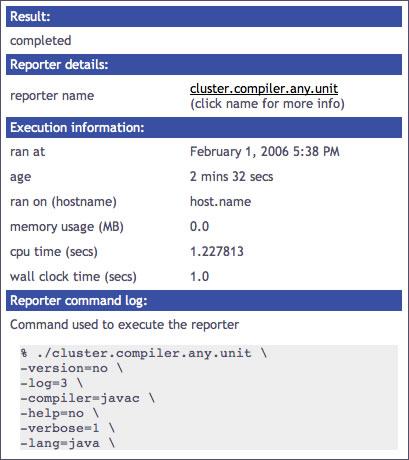 Result:
completed
Reporter details:
reporter name cluster.compiler.any.unit
(click name for more info)
Execution information:
ran at February 1, 2006 5:38 PM
age 2 mins 32 secs
ran on (hostname) host.name
memory usage (MB) 0.0
cpu time (secs) 1.227813
wall clock time (secs) 1.0
Reporter command log:
Command used to execute the reporter
% ./cluster.compiler.any.unit \
-version=no \
-log=3 \
-compiler=javac \
-help=no \
-verbose=1 \
-lang=java \